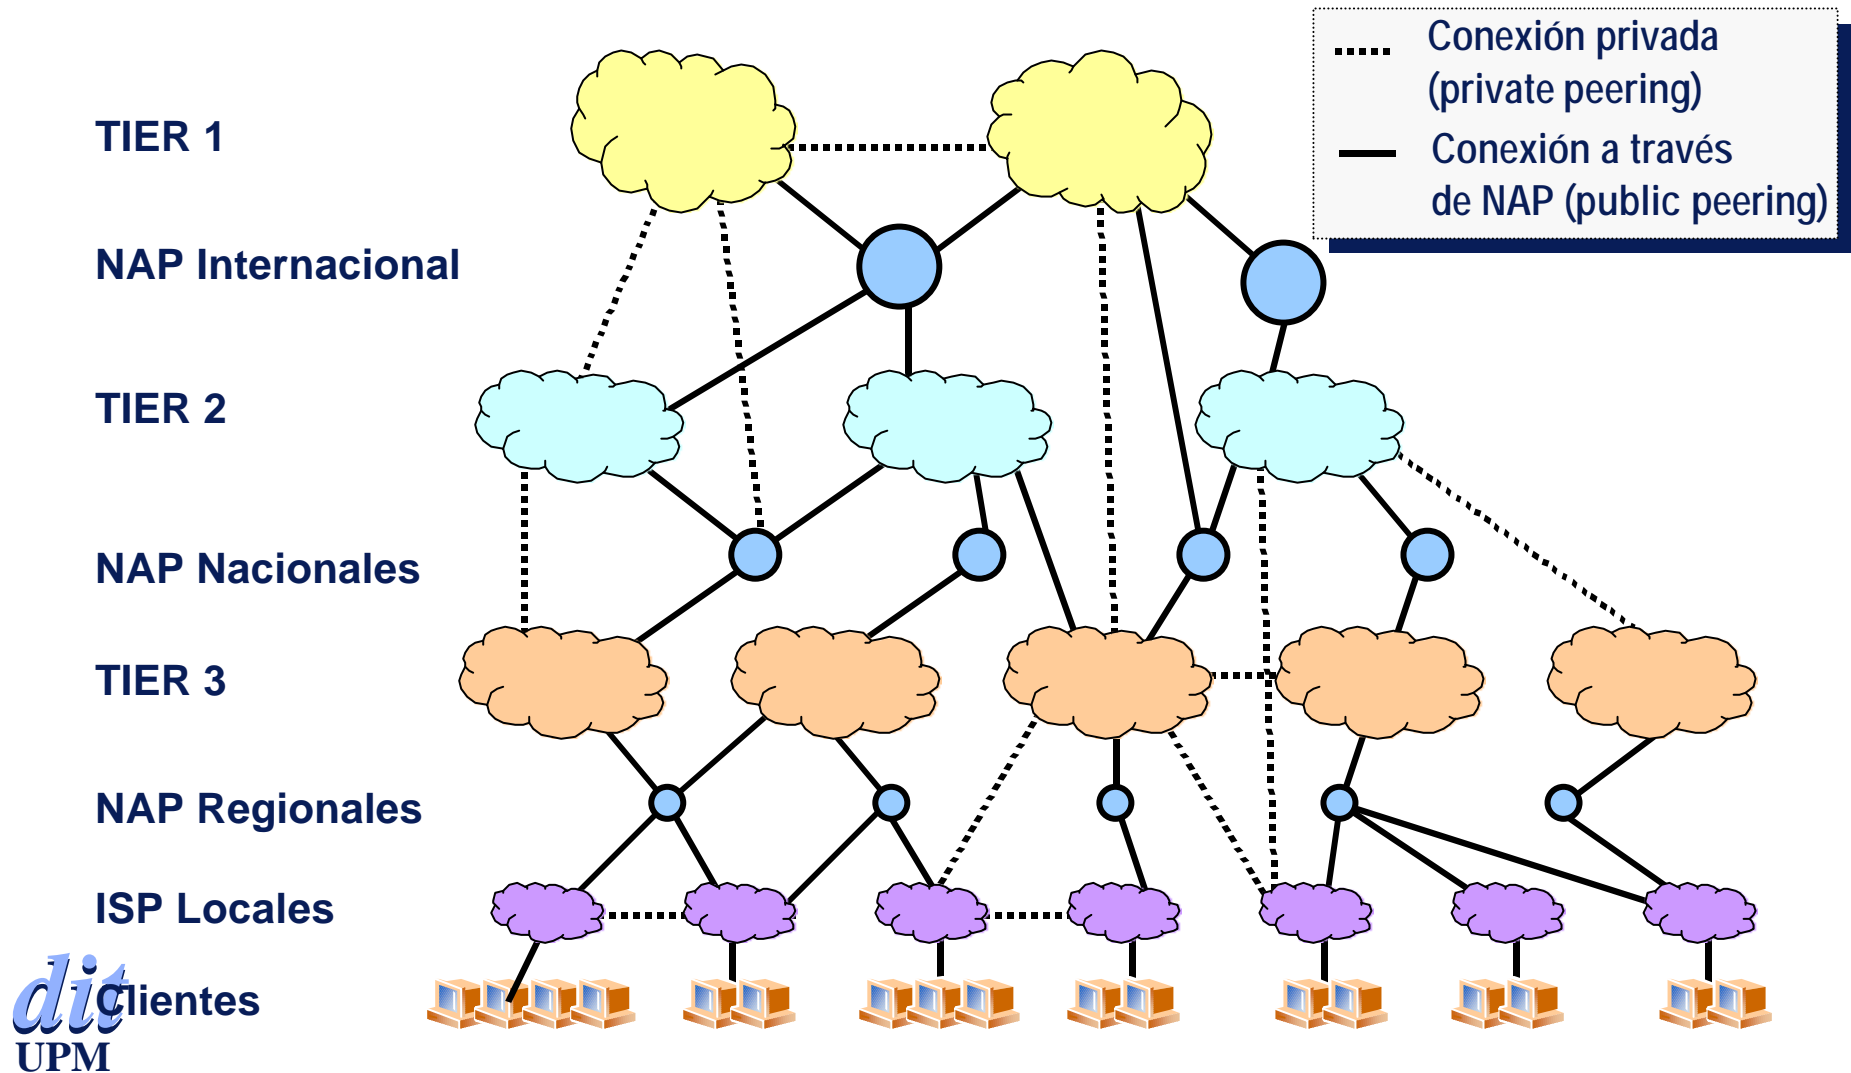 Conexión privada
(private peering)
Conexión a través
de NAP (public peering)
TIER 1
NAP Internacional
TIER 2
NAP Nacionales
TIER 3
NAP Regionales
ISP Locales
Clientes
dit
UPM